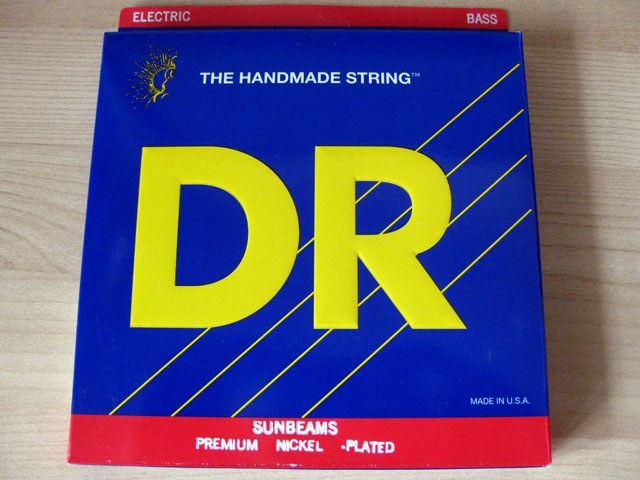 ELECTRIC BASS
THE HANDMADE STRING™
DR
MADE IN U.S.A.
SUNBEAMS
PREMIUM NICKEL -PLATED